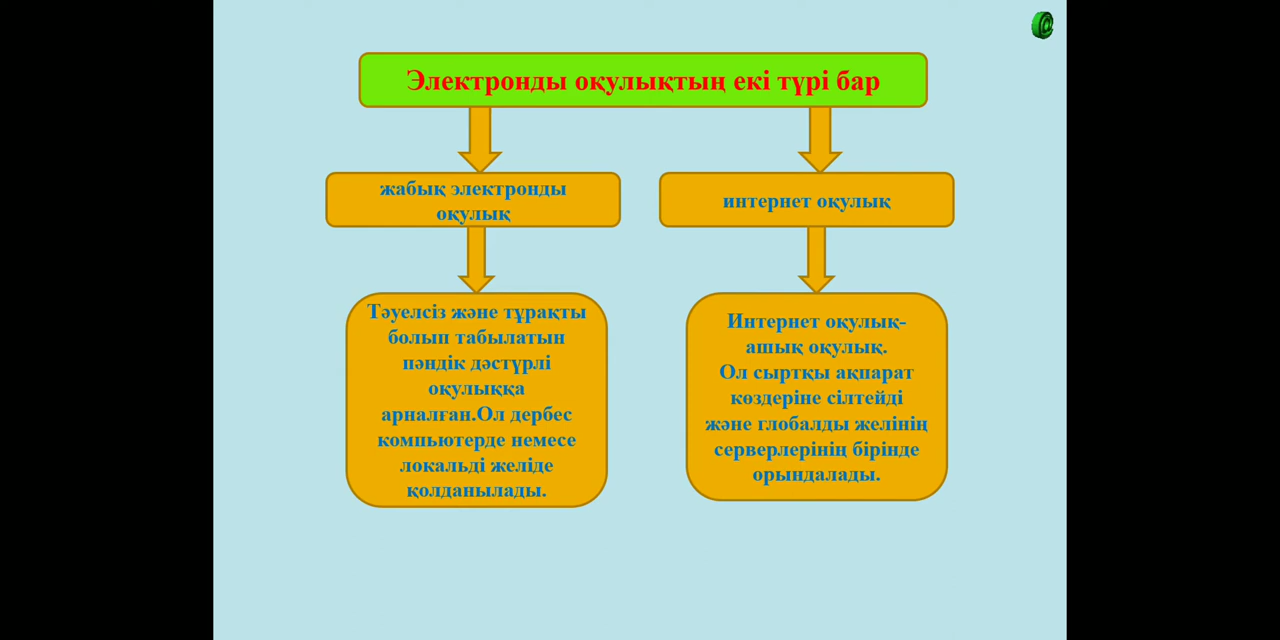 Электронды оқулықтың екі түрі бар
жабық электронды
оқулық
интернет оқулық
Тәуелсіз және тұрақты
болып табылатын
пәндік дәстүрлі
оқулыққа
арналған.Ол дербес
компьютерде немесе
локальді желіде
қолданылады.
Интернет оқулық-
ашық оқулық.
Ол сыртқы ақпарат
көздеріне сілтейді
және глобалды желінің
серверлерінің бірінде
орындалады.